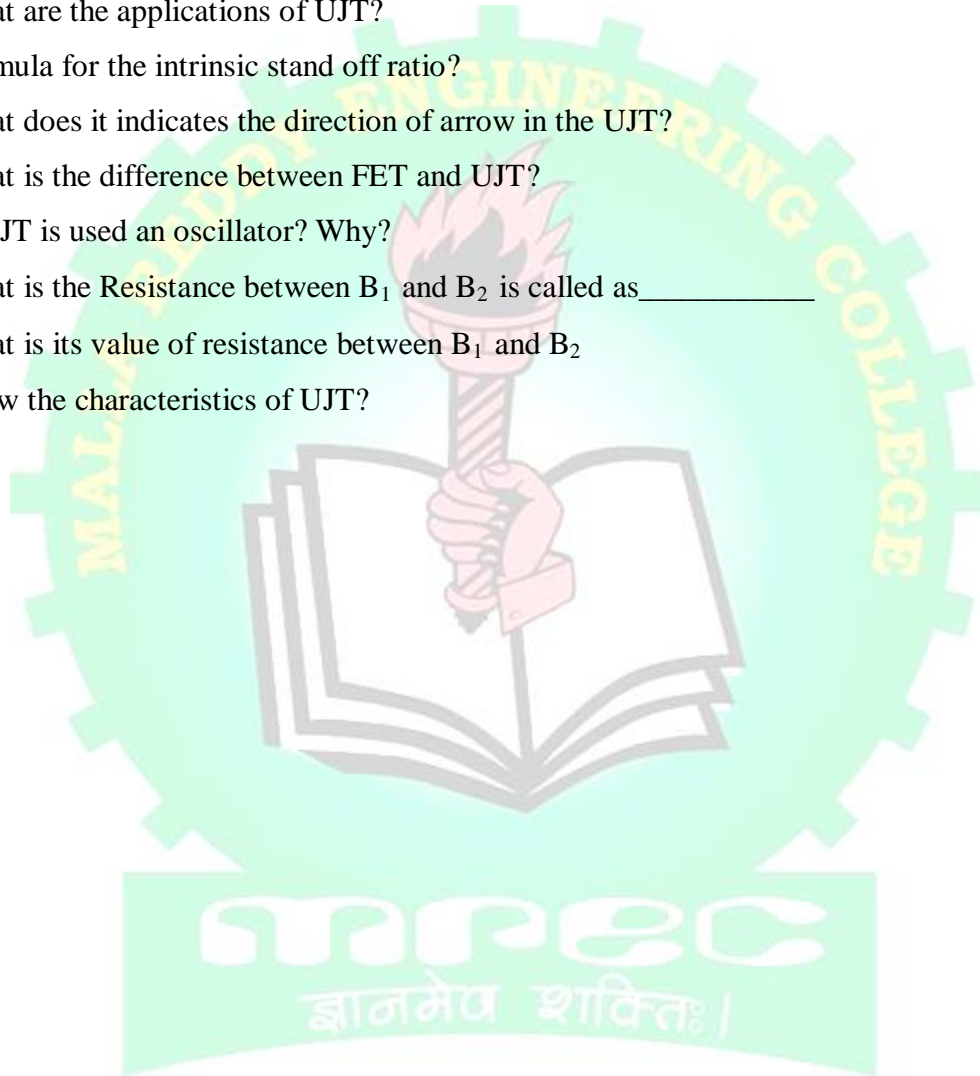 at are the applications of UJT?
mula for the intrinsic stand off ratio?
at does it indicates the direction of arrow in the UJT?
at is the difference between FET and UJT?
JT is used an oscillator? Why?
at is the Resistance between B₁ and B₂ is called as___________
at is its value of resistance between B₁ and B₂
w the characteristics of UJT?
MALLA REDDY ENGINEERING COLLEGE
mrec
ज्ञानमेव शक्तिः।